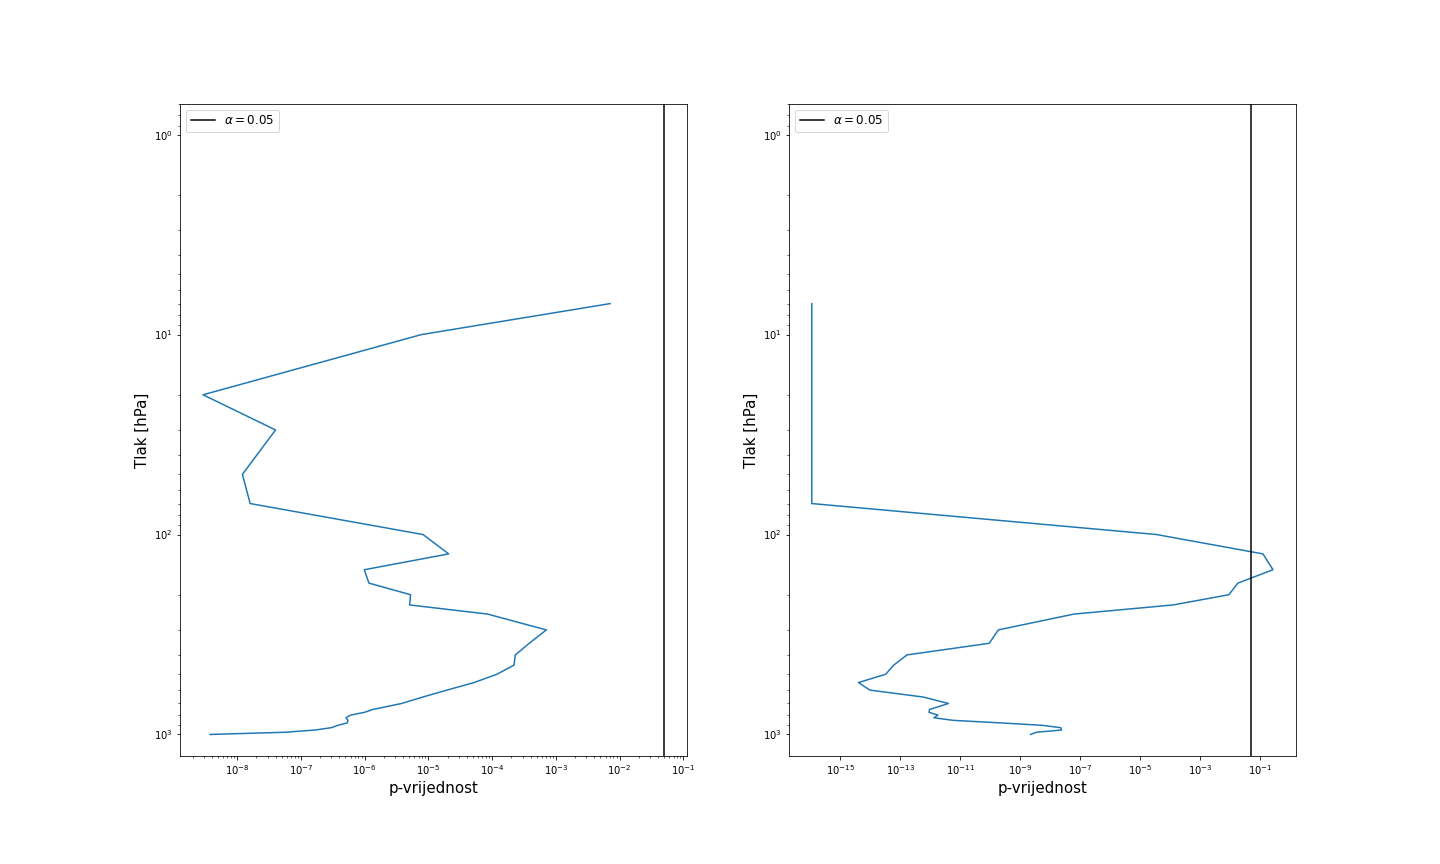 α = 0.05
10⁰
10¹
10²
10³
Tlak [hPa]
10⁻⁸ 10⁻⁷ 10⁻⁶ 10⁻⁵ 10⁻⁴ 10⁻³ 10⁻² 10⁻¹
p-vrijednost
α = 0.05
10⁰
10¹
10²
10³
Tlak [hPa]
10⁻¹⁵ 10⁻¹³ 10⁻¹¹ 10⁻⁹ 10⁻⁷ 10⁻⁵ 10⁻³ 10⁻¹
p-vrijednost